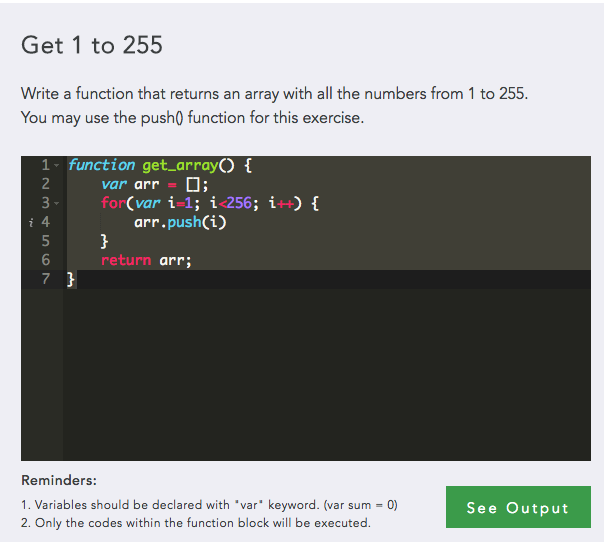 Get 1 to 255
Write a function that returns an array with all the numbers from 1 to 255.
You may use the push() function for this exercise.
1 function get_array() {
2 var arr = [];
3 for(var i=1; i<256; i++) {
i 4 arr.push(i)
5 }
6 return arr;
7 }
Reminders:
1. Variables should be declared with "var" keyword. (var sum = 0)
2. Only the codes within the function block will be executed.
See Output